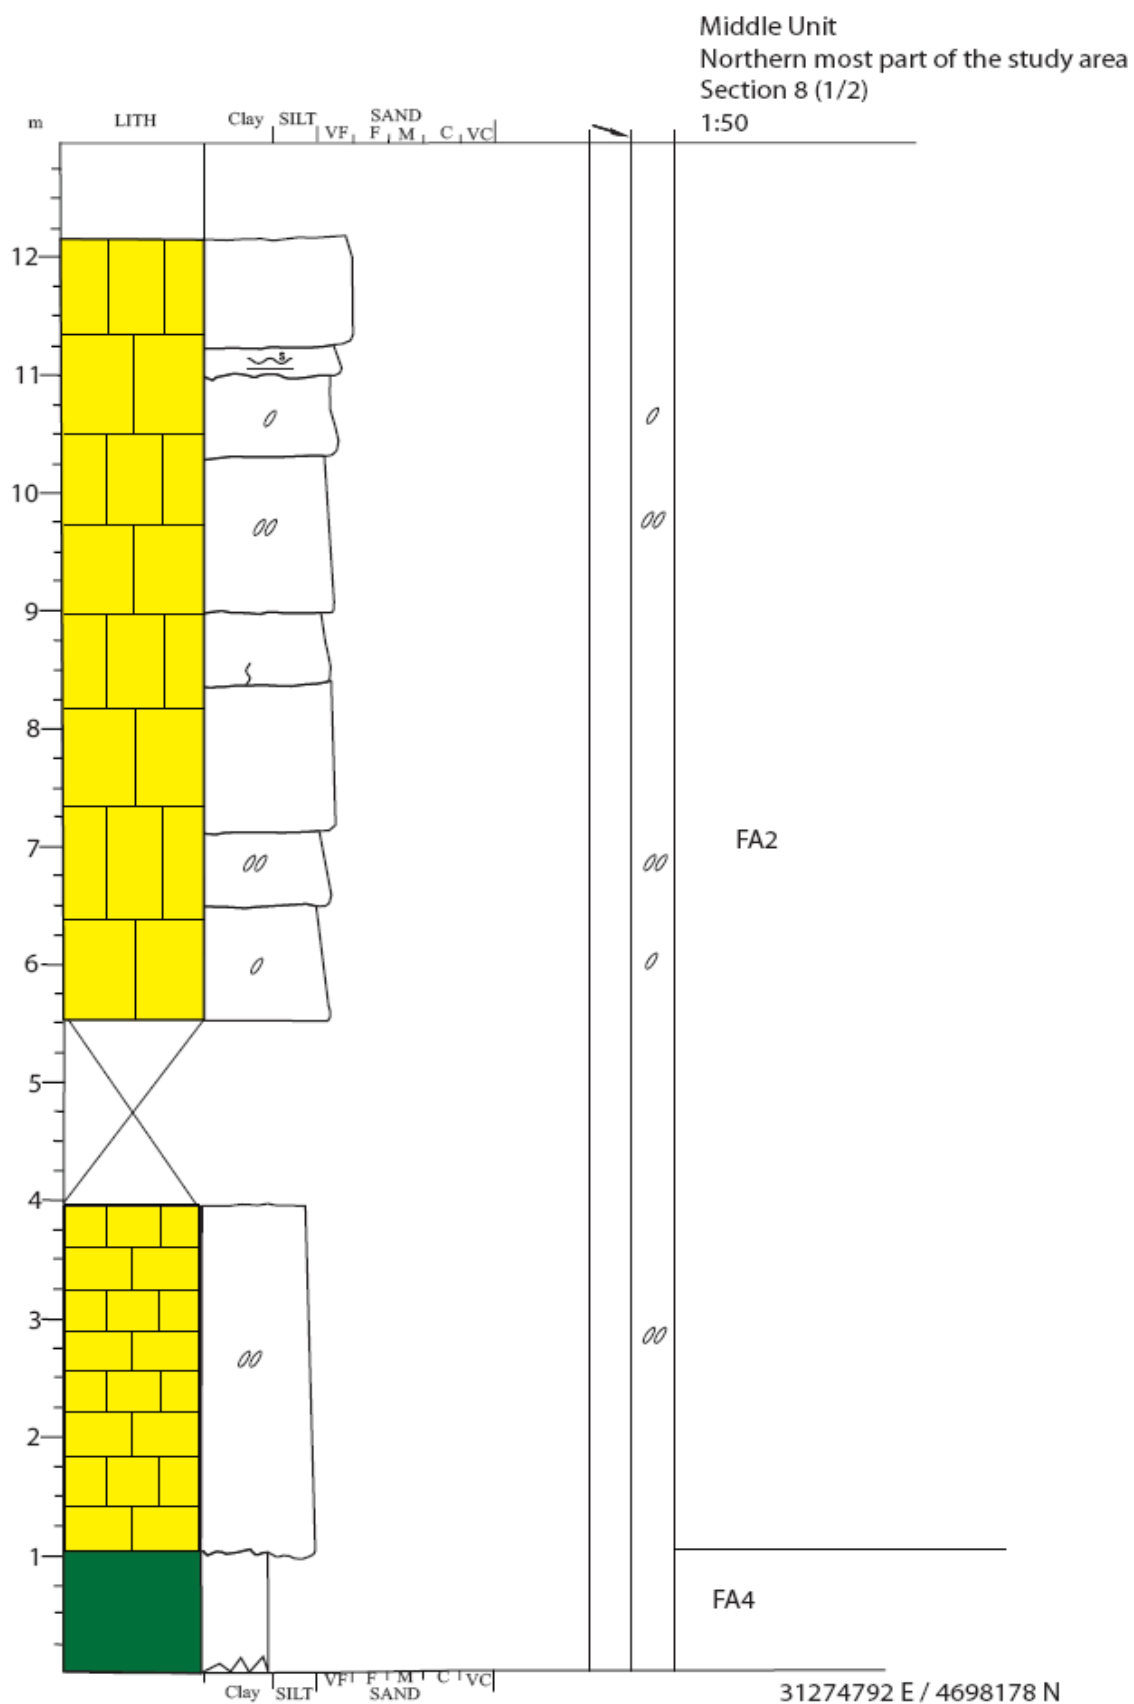 Middle Unit
Northern most part of the study area
Section 8 (1/2)
1:50
m LITH Clay SILT SAND
VF F M C VC
12
11
s
10
9
8
7
FA2
6
5
4
3
2
1
FA4
VF F M C VC
Clay SILT SAND
31274792 E / 4698178 N